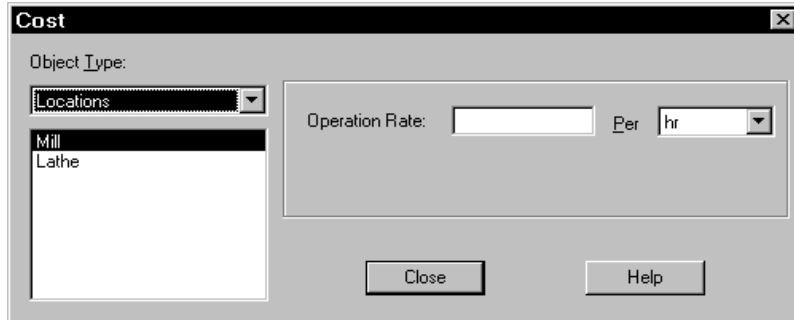 Cost
Object Type:
Locations
Mill
Lathe
Operation Rate:
Per
hr
Close
Help